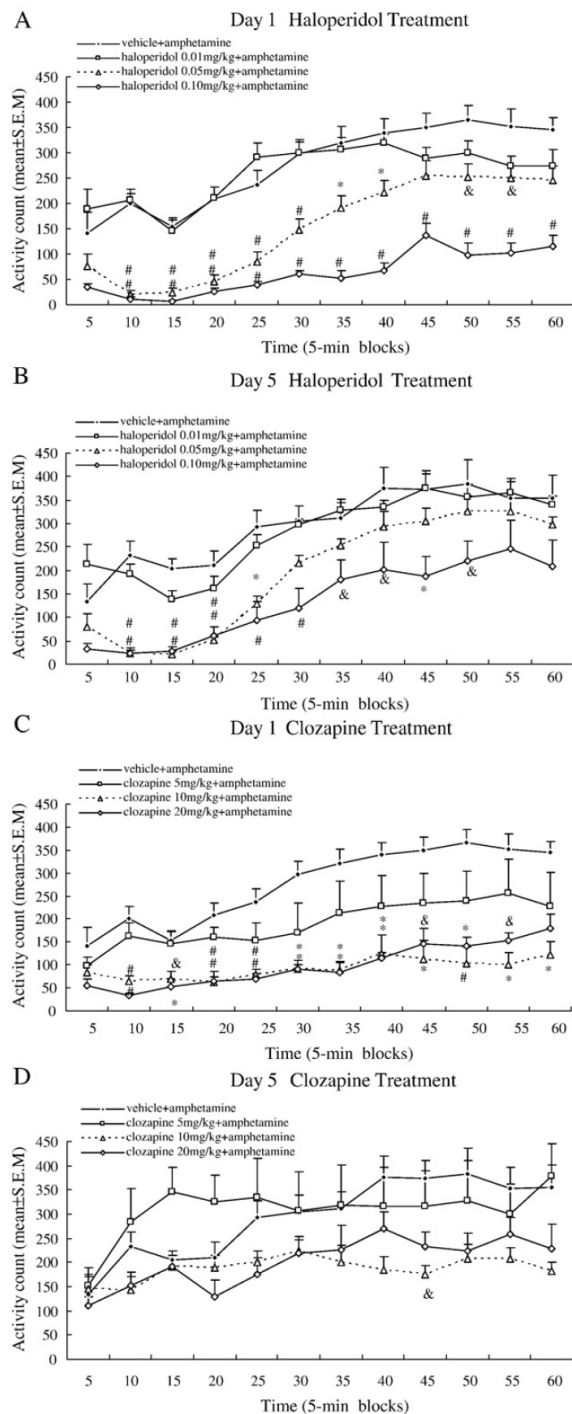 A
Day 1 Haloperidol Treatment
vehicle+amphetamine
haloperidol 0.01mg/kg+amphetamine
haloperidol 0.05mg/kg+amphetamine
haloperidol 0.10mg/kg+amphetamine
Activity count (mean±S.E.M)
450
400
350
300
250
200
150
100
50
0
* *
& &
# # # # #
# # # #
# # # # # # #
5 10 15 20 25 30 35 40 45 50 55 60
Time (5-min blocks)
B
Day 5 Haloperidol Treatment
vehicle+amphetamine
haloperidol 0.01mg/kg+amphetamine
haloperidol 0.05mg/kg+amphetamine
haloperidol 0.10mg/kg+amphetamine
Activity count (mean±S.E.M)
450
400
350
300
250
200
150
100
50
0
# # # *
# # # # # & & * &
5 10 15 20 25 30 35 40 45 50 55 60
Time (5-min blocks)
C
Day 1 Clozapine Treatment
vehicle+amphetamine
clozapine 5mg/kg+amphetamine
clozapine 10mg/kg+amphetamine
clozapine 20mg/kg+amphetamine
Activity count (mean±S.E.M)
450
400
350
300
250
200
150
100
50
0
# & # # * * * & * &
# * # # * * * * # * *
5 10 15 20 25 30 35 40 45 50 55 60
Time (5-min blocks)
D
Day 5 Clozapine Treatment
vehicle+amphetamine
clozapine 5mg/kg+amphetamine
clozapine 10mg/kg+amphetamine
clozapine 20mg/kg+amphetamine
Activity count (mean±S.E.M)
450
400
350
300
250
200
150
100
50
0
&
5 10 15 20 25 30 35 40 45 50 55 60
Time (5-min blocks)